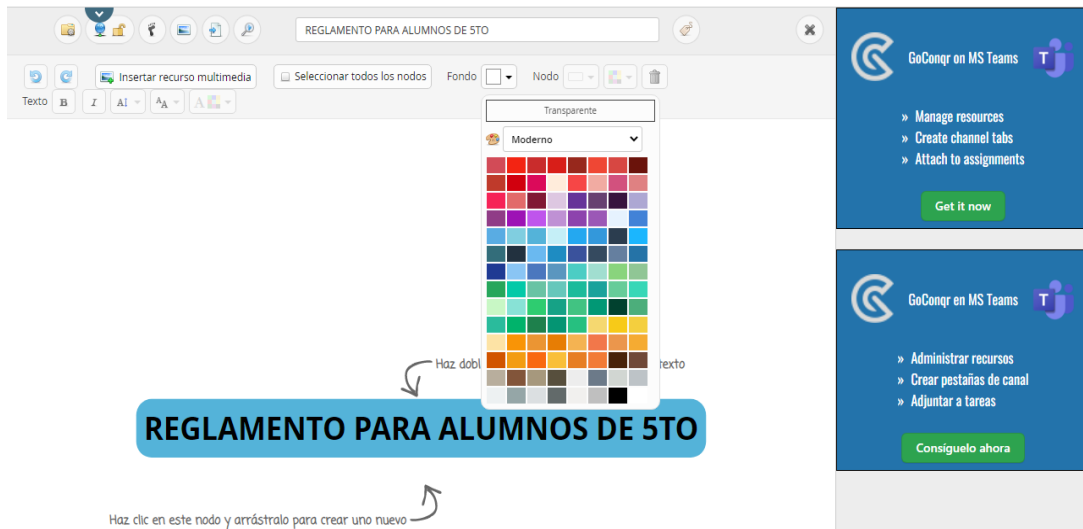 REGLAMENTO PARA ALUMNOS DE 5TO
Insertar recurso multimedia
Seleccionar todos los nodos
Fondo
Nodo
Texto B I AI AA A
Transparente
Moderno
Haz dobl
texto
REGLAMENTO PARA ALUMNOS DE 5TO
Haz clic en este nodo y arrástralo para crear uno nuevo
GoConqr on MS Teams
T
» Manage resources
» Create channel tabs
» Attach to assignments
Get it now
GoConqr en MS Teams
T
» Administrar recursos
» Crear pestañas de canal
» Adjuntar a tareas
Consíguelo ahora